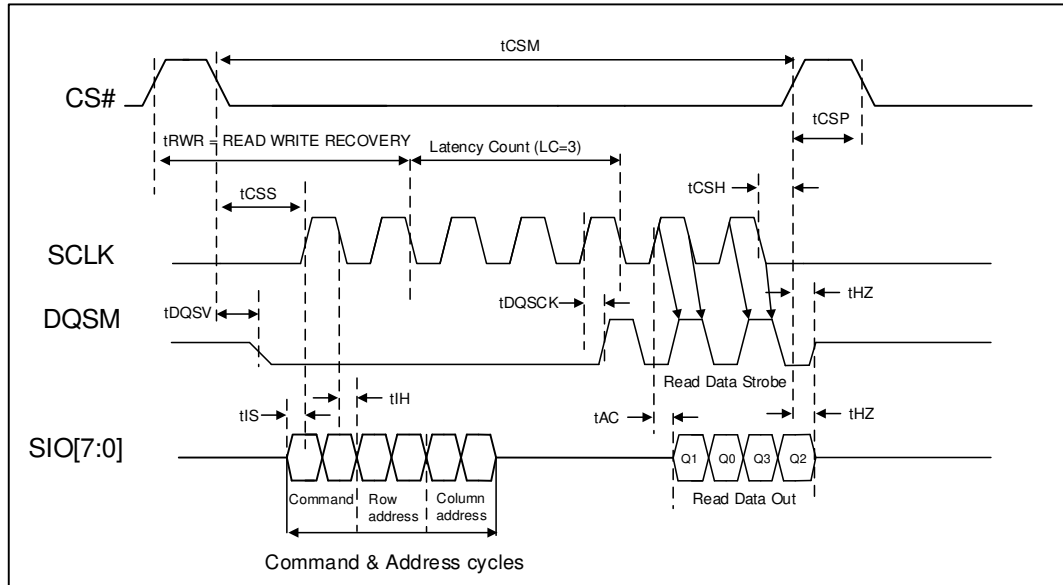 tCSM
CS#
tCSP
tRWR = READ WRITE RECOVERY
Latency Count (LC=3)
tCSS
tCSH
SCLK
tDQSV
tDQSCK
tHZ
DQSM
Read Data Strobe
tIS
tIH
tAC
tHZ
SIO[7:0]
Q1 Q0 Q3 Q2
Command
Row address
Column address
Read Data Out
Command & Address cycles